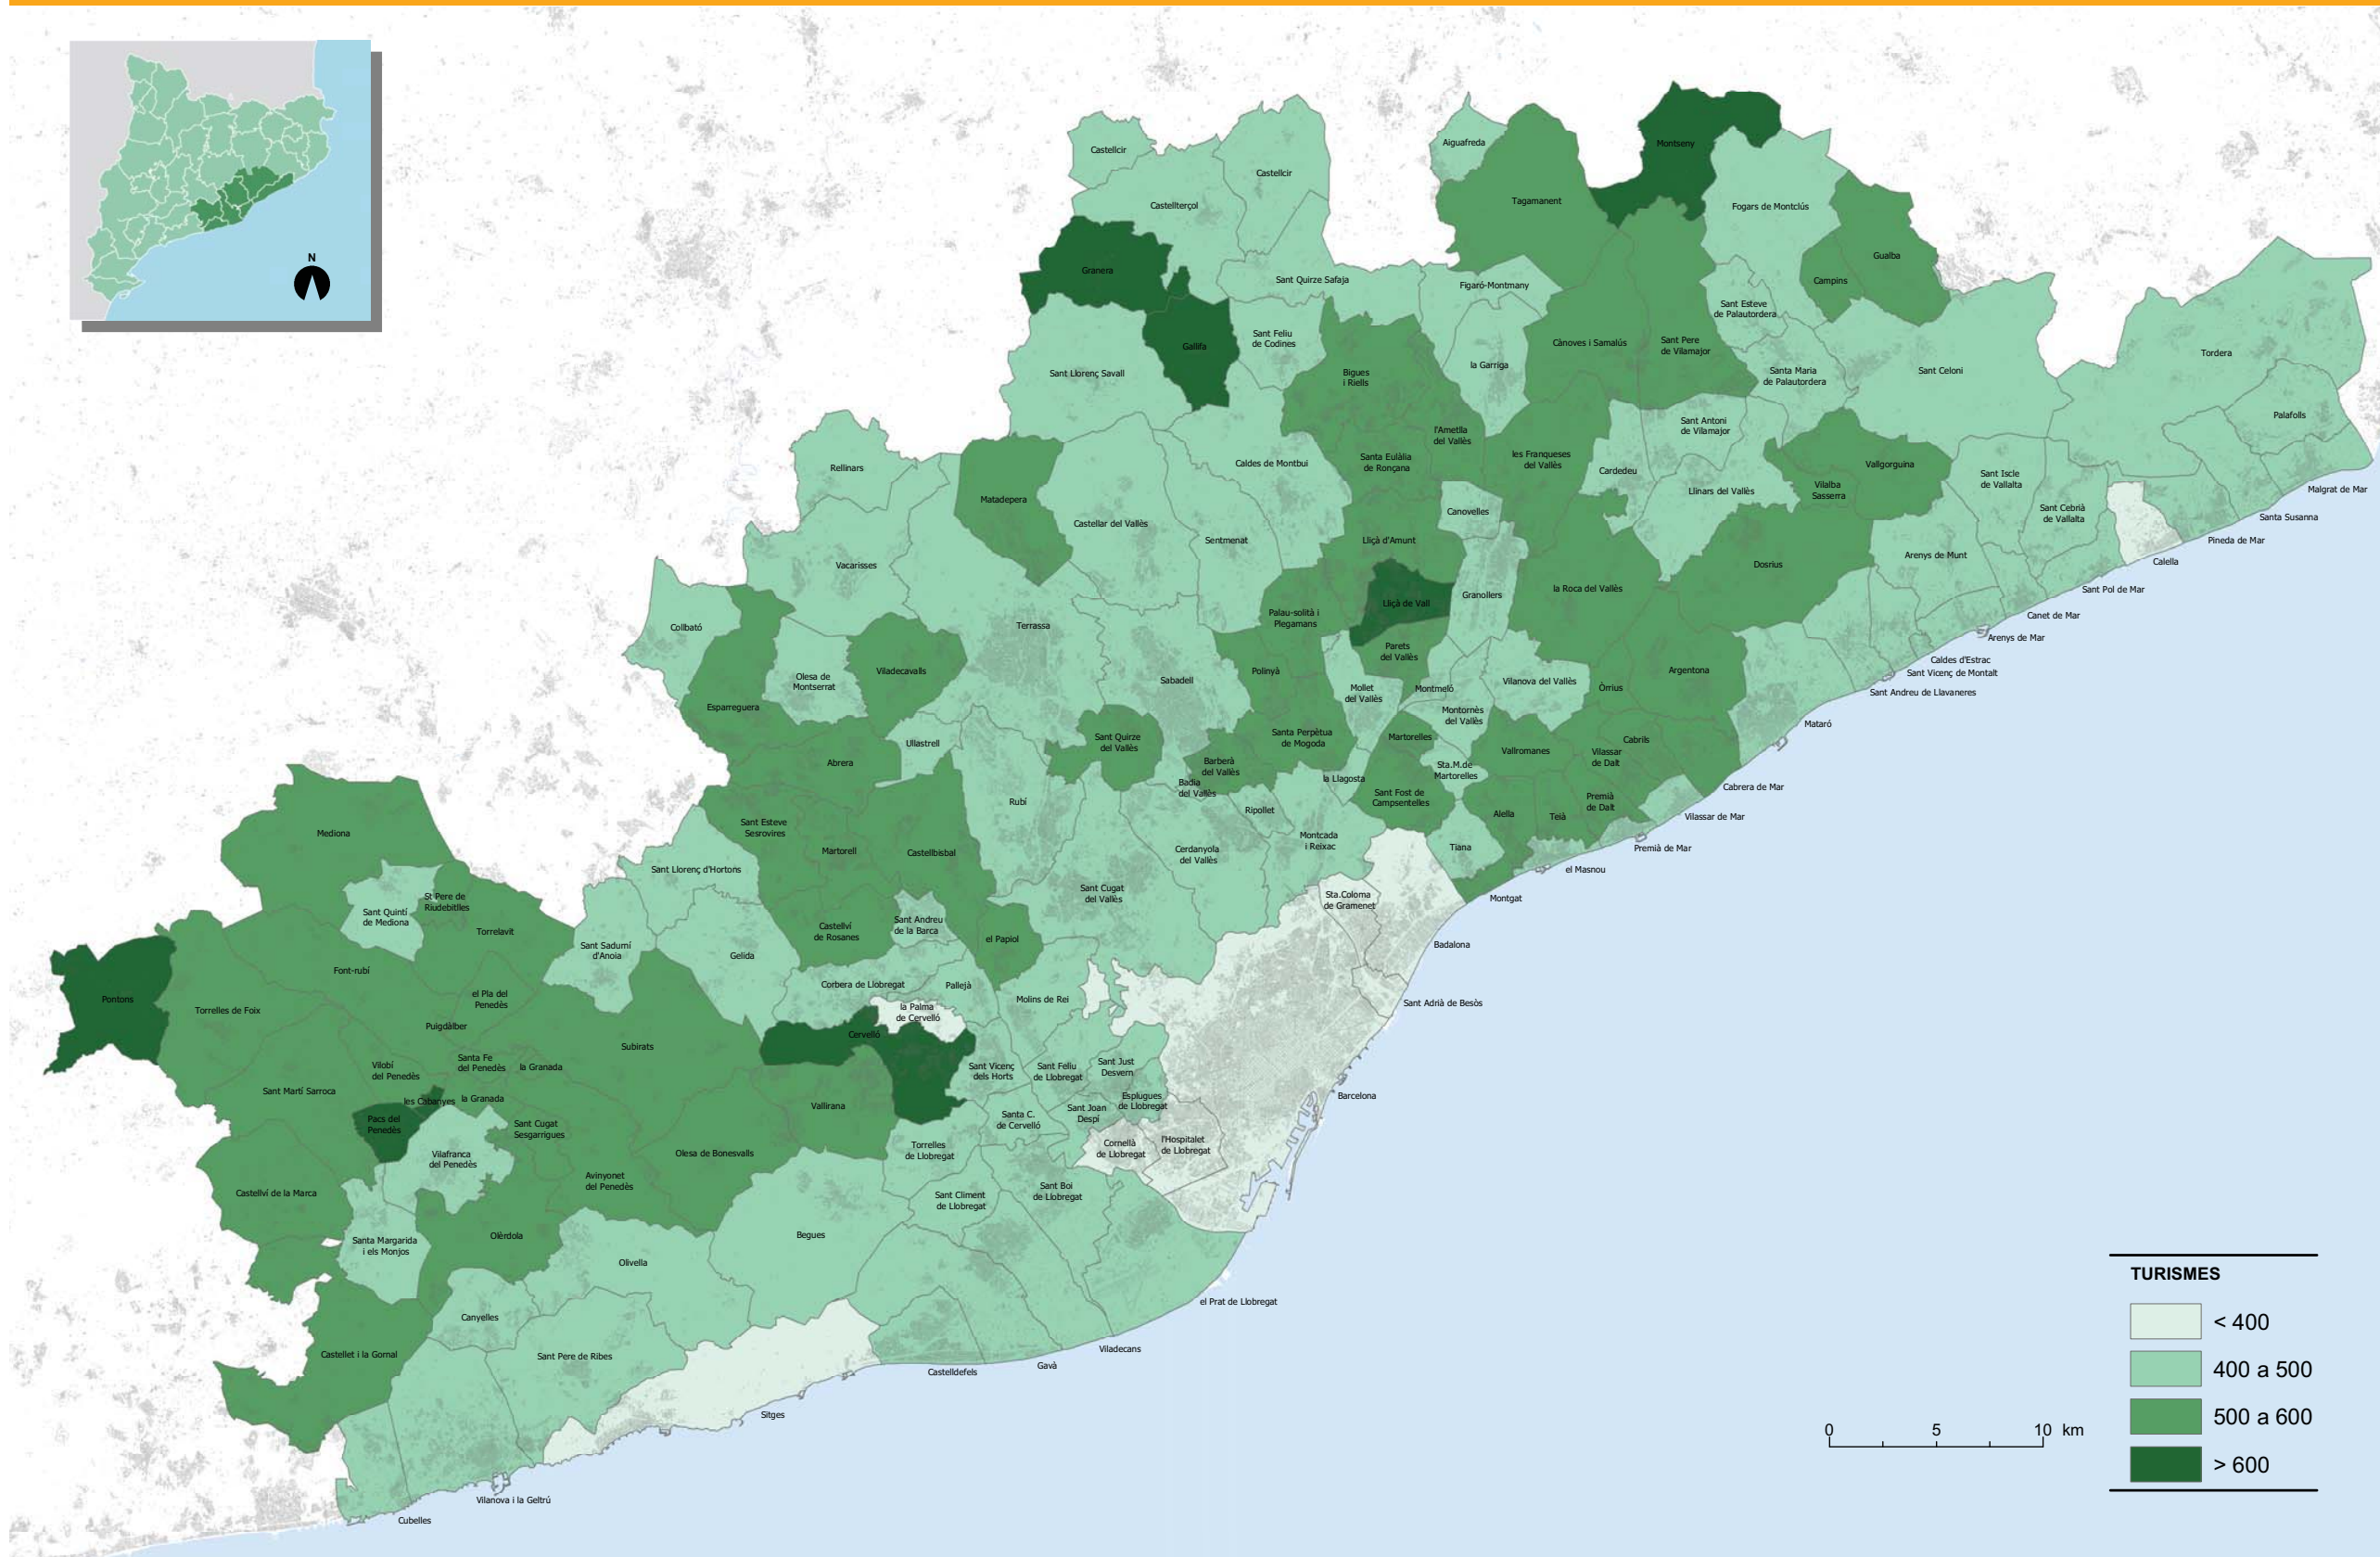 N
Castellcir
Castellcir
Castellterçol
Aiguafreda
Tagamanent
Montseny
Fogars de Montclús
Granera
Gualba
Campins
Sant Quirze Safaja
Figaró-Montmany
Sant Esteve
de Palautordera
Gallifa
Sant Feliu
de Codines
Sant Llorenç Savall
Bigues
i Riells
la Garriga
Cànoves i Samalús
Sant Pere
de Vilamajor
Santa Maria
de Palautordera
Sant Celoni
Tordera
Palafolls
Sant Antoni
de Vilamajor
l'Ametlla
del Vallès
les Franqueses
del Vallès
Santa Eulàlia
de Ronçana
Caldes de Montbui
Rellinars
Cardedeu
Vallgorguina
Vilalba
Sasserra
Sant Iscle
de Vallalta
Llinars del Vallès
Malgrat de Mar
Matadepera
Castellar del Vallès
Canovelles
Sant Cebrià
de Vallalta
Santa Susanna
Sentmenat
Lliçà d'Amunt
Pineda de Mar
Arenys de Munt
Calella
Vacarisses
Dosrius
la Roca del Vallès
Granollers
Lliçà de Vall
Sant Pol de Mar
Palau-solità i
Plegamans
Canet de Mar
Collbató
Terrassa
Arenys de Mar
Parets
del Vallès
Caldes d'Estrac
Sant Vicenç de Montalt
Viladecavalls
Polinyà
Argentona
Olesa de
Montserrat
Sabadell
Mollet
del Vallès
Montmeló
Vilanova del Vallès
Òrrius
Sant Andreu de Llavaneres
Esparreguera
Montornès
del Vallès
Mataró
Ullastrell
Sant Quirze
del Vallès
Santa Perpètua
de Mogoda
Martorelles
Vallromanes
Cabrils
Vilassar
de Dalt
Abrera
Barberà
del Vallès
Sta.M.de
Martorelles
la Llagosta
Badia
del Vallès
Cabrera de Mar
Sant Fost de
Campsentelles
Premià
de Dalt
Rubí
Ripollet
Alella
Teià
Vilassar de Mar
Mediona
Sant Esteve
Sesrovires
Montcada
i Reixac
Martorell
Castellbisbal
Cerdanyola
del Vallès
Tiana
Premià de Mar
Sant Llorenç d'Hortons
el Masnou
Sant Cugat
del Vallès
Sta.Coloma
de Gramenet
Montgat
St Pere de
Riudebitlles
Sant Quintí
de Mediona
Torrelavit
Castellví
de Rosanes
Sant Andreu
de la Barca
el Papiol
Badalona
Sant Sadurní
d'Anoia
Gelida
Font-rubí
Corbera de Llobregat
Pallejà
Molins de Rei
Pontons
Torrelles de Foix
el Pla del
Penedès
la Palma
de Cervelló
Sant Adrià de Besòs
Puigdàlber
Cervelló
Subirats
Vilobí
del Penedès
Santa Fe
del Penedès
la Granada
Sant Vicenç
dels Horts
Sant Feliu
de Llobregat
Sant Just
Desvern
Sant Martí Sarroca
les Cabanyes
la Granada
Vallirana
Esplugues
de Llobregat
Barcelona
Pacs del
Penedès
Santa C.
de Cervelló
Sant Joan
Despí
Sant Cugat
Sesgarrigues
Vilafranca
del Penedès
Olesa de Bonesvalls
Torrelles
de Llobregat
Cornellà
de Llobregat
l'Hospitalet
de Llobregat
Castellví de la Marca
Avinyonet
del Penedès
Sant Boi
de Llobregat
Sant Climent
de Llobregat
Santa Margarida
i els Monjos
Olèrdola
Begues
Olivella
el Prat de Llobregat
Canyelles
Viladecans
Castellet i la Gornal
Sant Pere de Ribes
Gavà
Castelldefels
Sitges
Vilanova i la Geltrú
Cubelles
TURISMES
< 400
400 a 500
500 a 600
> 600
0 5 10 km